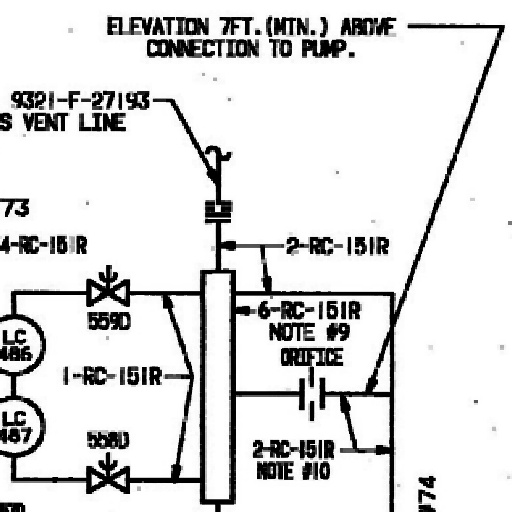 ELEVATION 7FT.(MIN.) ABOVE
CONNECTION TO PUMP.
9321-F-27193
S VENT LINE
73
4-RC-151R
2-RC-151R
6-RC-151R
NOTE #9
559D
ORIFICE
LC
486
1-RC-151R
LC
487
558D
2-RC-151R
NOTE #10
#74